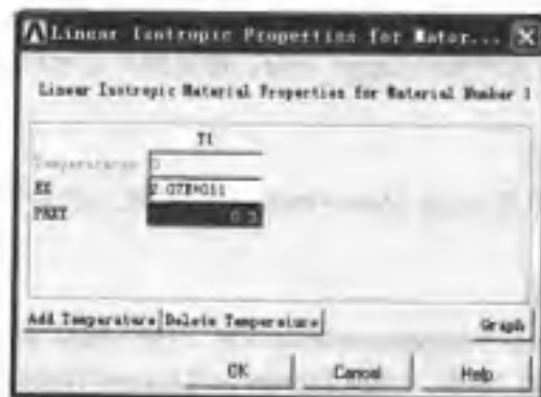 Linear Isotropic Properties for Mater...
Linear Isotropic Material Properties for Material Number 1
T1
Temperatures 0
EX 2.07E+011
PRXY 0.3
Add Temperature Delete Temperature Graph
OK Cancel Help